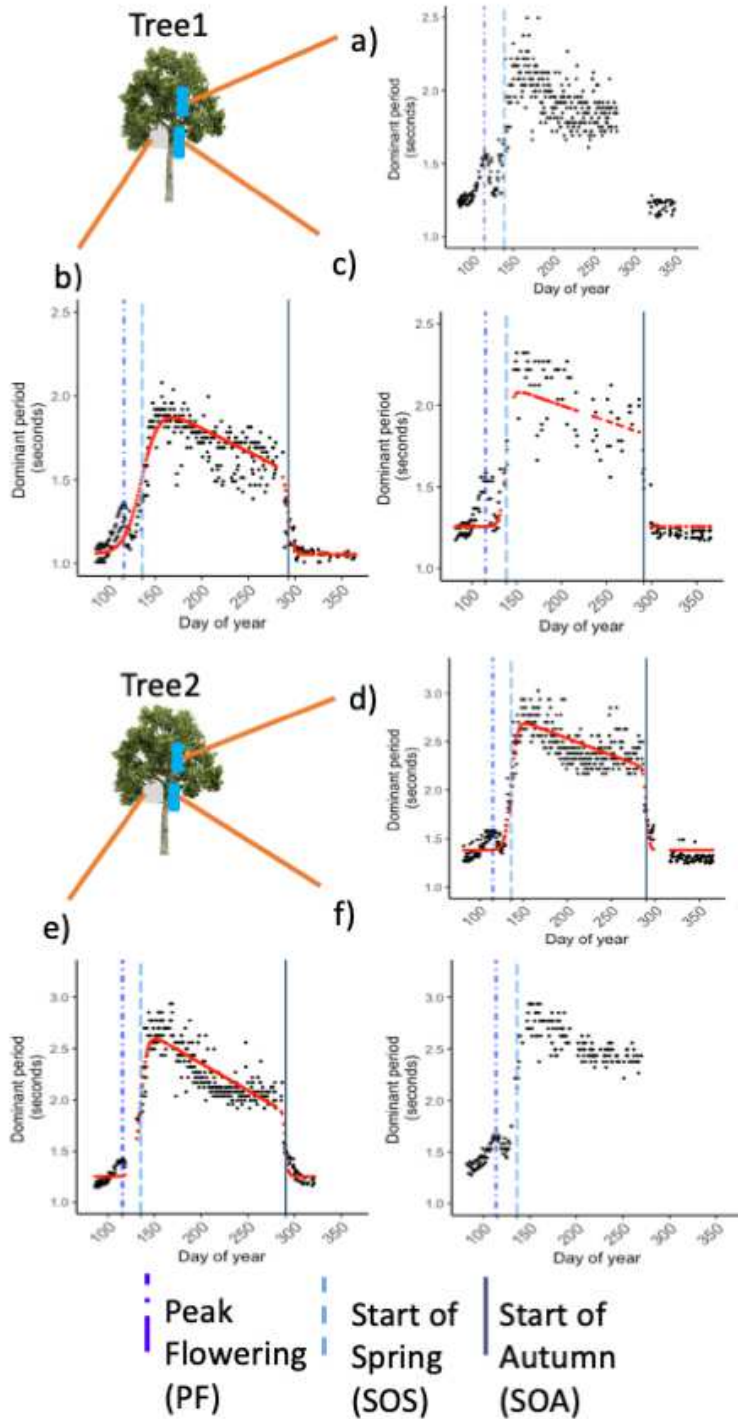 Tree1
a)
2.5
2.0
1.5
1.0
Dominant period
(seconds)
100
150
200
250
300
350
Day of year
b)
2.5
2.0
1.5
1.0
Dominant period
(seconds)
100
150
200
250
300
350
Day of year
c)
2.5
2.0
1.5
1.0
Dominant period
(seconds)
100
150
200
250
300
350
Day of year
Tree2
d)
3.0
2.5
2.0
1.5
1.0
Dominant period
(seconds)
100
150
200
250
300
350
Day of year
e)
3.0
2.5
2.0
1.5
1.0
Dominant period
(seconds)
100
150
200
250
300
350
Day of year
f)
3.0
2.5
2.0
1.5
1.0
Dominant period
(seconds)
100
150
200
250
300
350
Day of year
Peak
Flowering
(PF)
Start of
Spring
(SOS)
Start of
Autumn
(SOA)